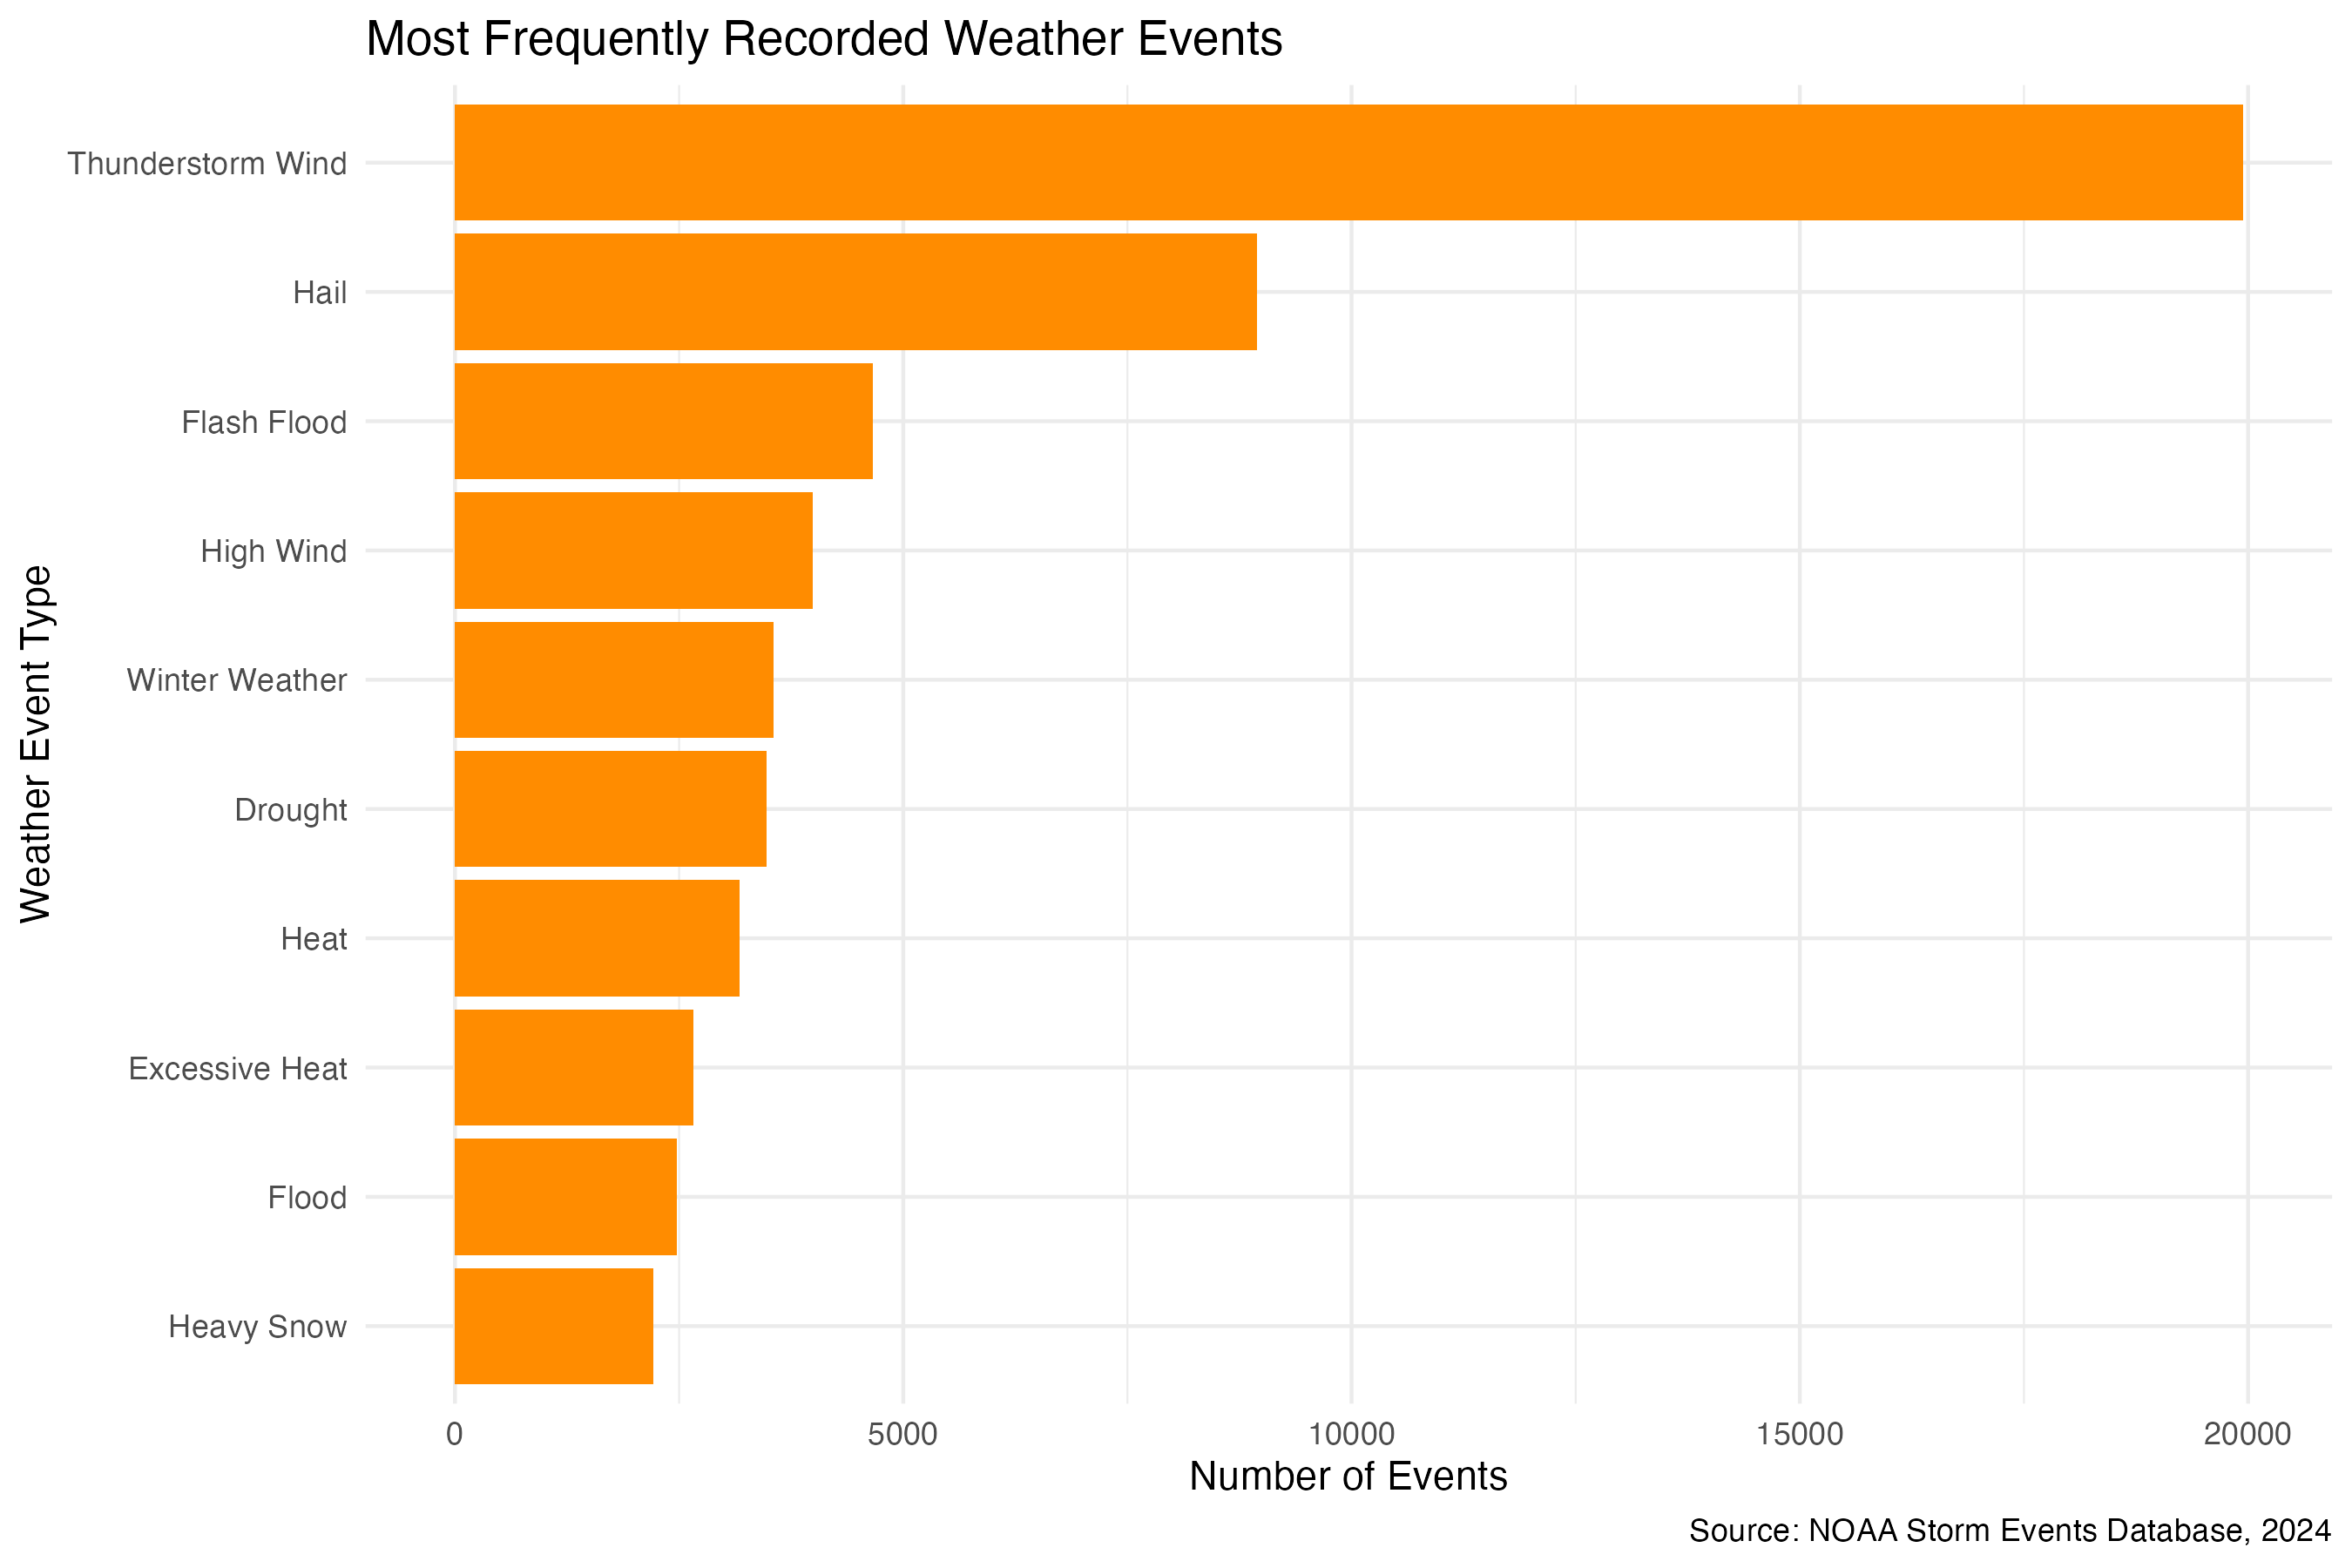 Most Frequently Recorded Weather Events
Weather Event Type
Thunderstorm Wind
Hail
Flash Flood
High Wind
Winter Weather
Drought
Heat
Excessive Heat
Flood
Heavy Snow
0 5000 10000 15000 20000
Number of Events
Source: NOAA Storm Events Database, 2024